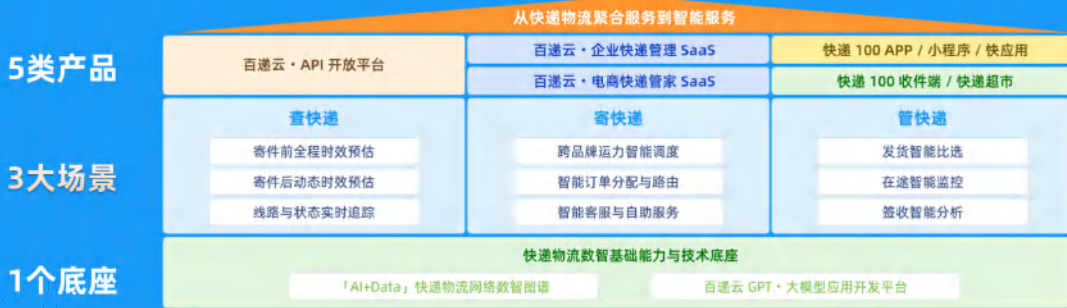 从快递物流聚合服务到智能服务
5类产品
百递云·API 开放平台
百递云·企业快递管理 SaaS
百递云·电商快递管家 SaaS
快递 100 APP / 小程序 / 快应用
快递 100 收件端 / 快递超市
3大场景
查快递
寄件前全程时效预估
寄件后动态时效预估
线路与状态实时追踪
寄快递
跨品牌运力智能调度
智能订单分配与路由
智能客服与自助服务
管快递
发货智能比选
在途智能监控
签收智能分析
1个底座
快递物流数智基础能力与技术底座
「AI+Data」快递物流网络数智图谱
百递云 GPT·大模型应用开发平台